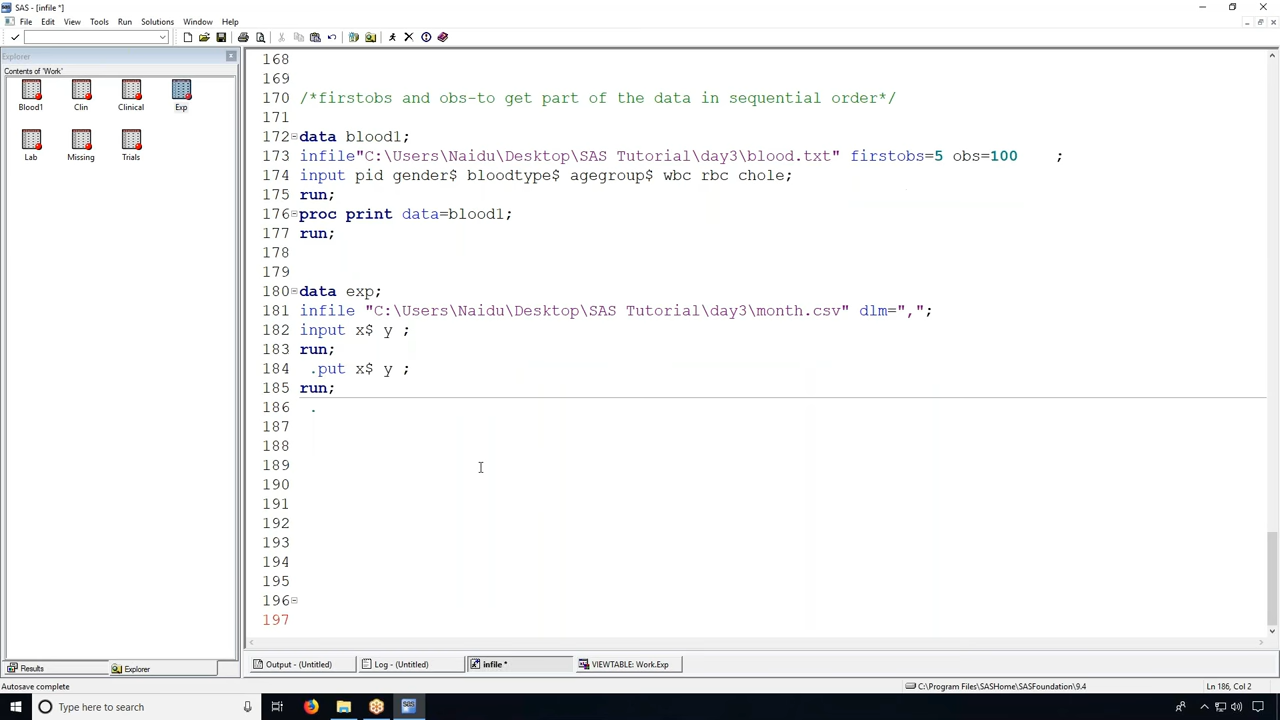 SAS - [infile *]
File Edit View Tools Run Solutions Window Help
Explorer
Contents of 'Work'
Blood1 Clin Clinical Exp
Lab Missing Trials
168
169
170 /*firstobs and obs-to get part of the data in sequential order*/
171
172 data blood1;
173 infile"C:\Users\Naidu\Desktop\SAS Tutorial\day3\blood.txt" firstobs=5 obs=100 ;
174 input pid gender$ bloodtype$ agegroup$ wbc rbc chole;
175 run;
176 proc print data=blood1;
177 run;
178
179
180 data exp;
181 infile "C:\Users\Naidu\Desktop\SAS Tutorial\day3\month.csv" dlm=",";
182 input x$ y ;
183 run;
184 .put x$ y ;
185 run;
186 .
187
188
189
190
191
192
193
194
195
196
197
Results Explorer
Output - (Untitled) Log - (Untitled) infile * VIEWTABLE: Work.Exp
Autosave complete C:\Program Files\SASHome\SASFoundation\9.4 Ln 186, Col 2
Type here to search